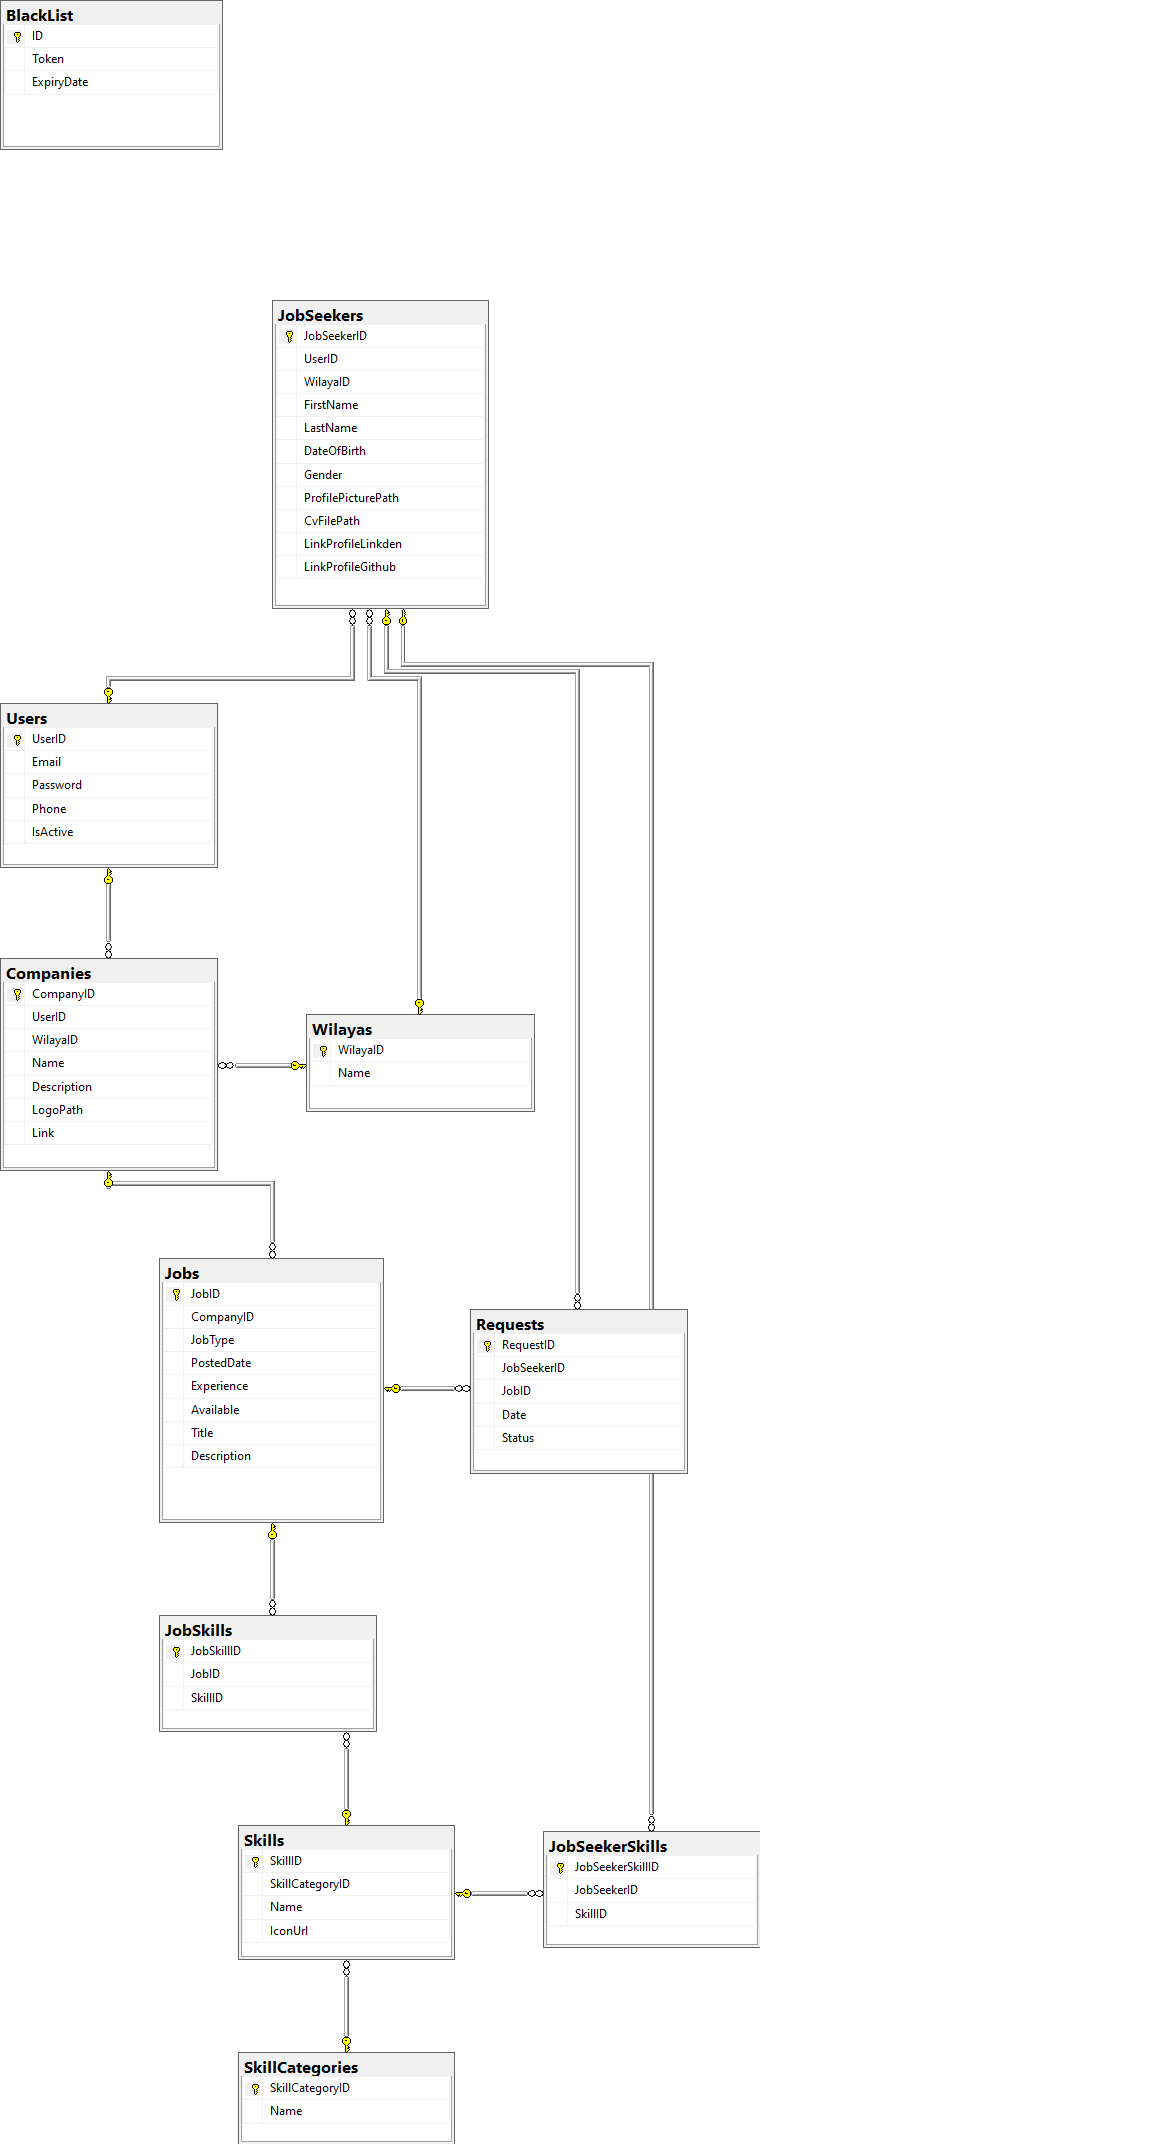 BlackList
ID
Token
ExpiryDate
JobSeekers
JobSeekerID
UserID
WilayaID
FirstName
LastName
DateOfBirth
Gender
ProfilePicturePath
CvFilePath
LinkProfileLinkden
LinkProfileGithub
Users
UserID
Email
Password
Phone
IsActive
Companies
CompanyID
UserID
WilayaID
Name
Description
LogoPath
Link
Wilayas
WilayaID
Name
Jobs
JobID
CompanyID
JobType
PostedDate
Experience
Available
Title
Description
Requests
RequestID
JobSeekerID
JobID
Date
Status
JobSkills
JobSkillID
JobID
SkillID
Skills
SkillID
SkillCategoryID
Name
IconUrl
JobSeekerSkills
JobSeekerSkillID
JobSeekerID
SkillID
SkillCategories
SkillCategoryID
Name